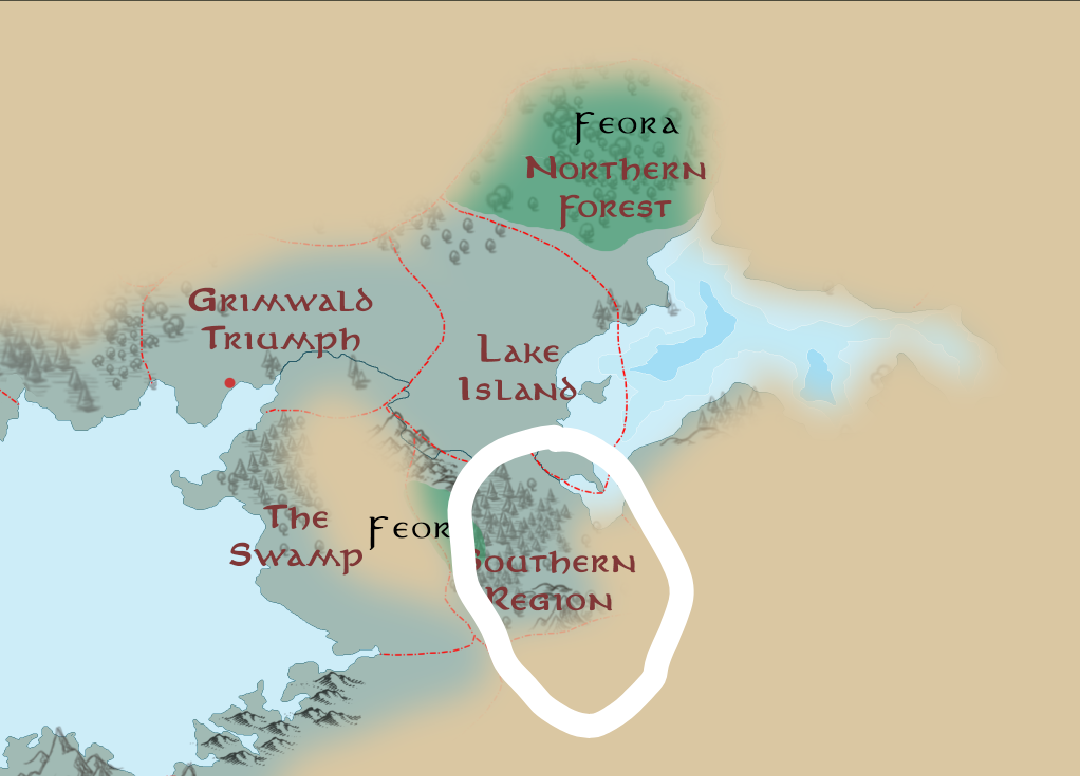 Feora
Northern
Forest
Grimwald
Triumph
Lake
Island
The
Swamp
Feor
Southern
Region